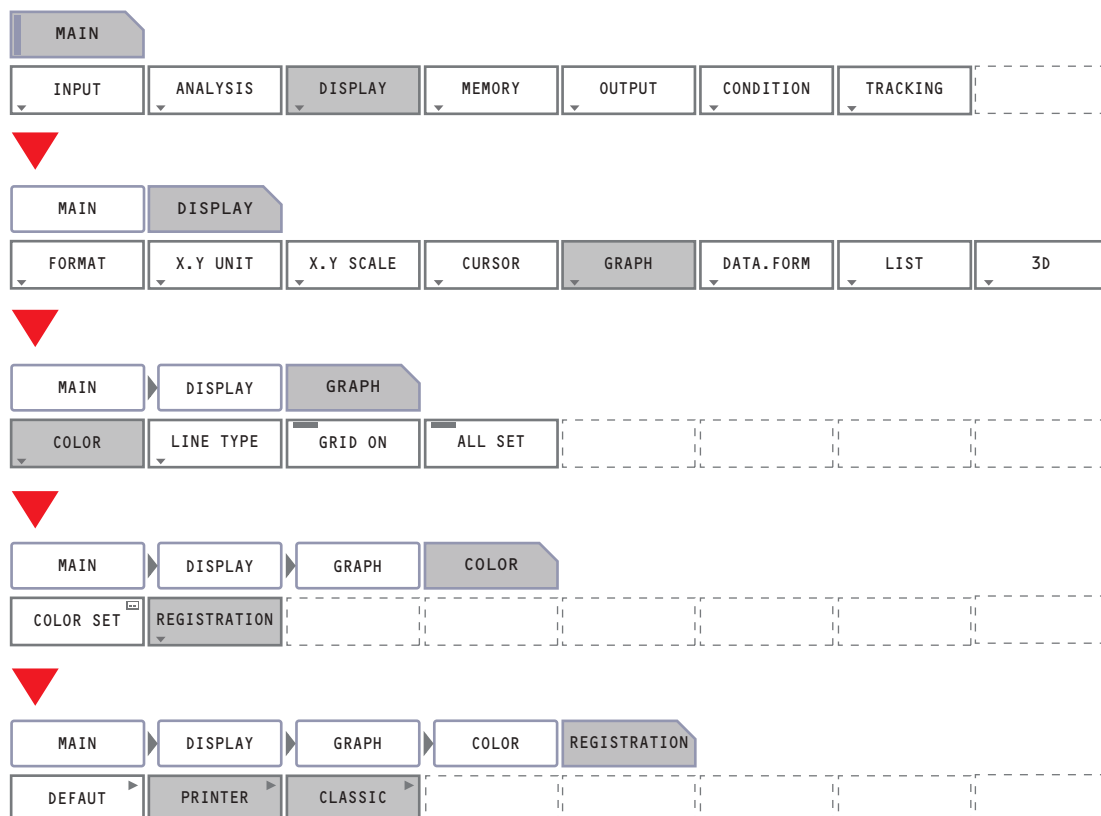 MAIN
INPUT ANALYSIS DISPLAY MEMORY OUTPUT CONDITION TRACKING
MAIN DISPLAY
FORMAT X.Y UNIT X.Y SCALE CURSOR GRAPH DATA.FORM LIST 3D
MAIN DISPLAY GRAPH
COLOR LINE TYPE GRID ON ALL SET
MAIN DISPLAY GRAPH COLOR
COLOR SET REGISTRATION
MAIN DISPLAY GRAPH COLOR REGISTRATION
DEFAUT PRINTER CLASSIC